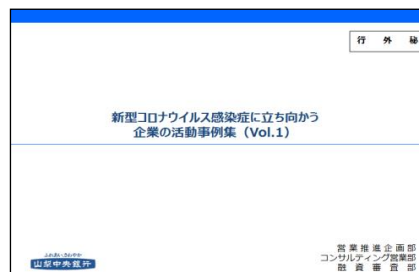 行外秘
新型コロナウイルス感染症に立ち向かう
企業の活動事例集（Vol.1）
山梨中央銀行
営業推進企画部
コンサルティング営業部
融資審査部